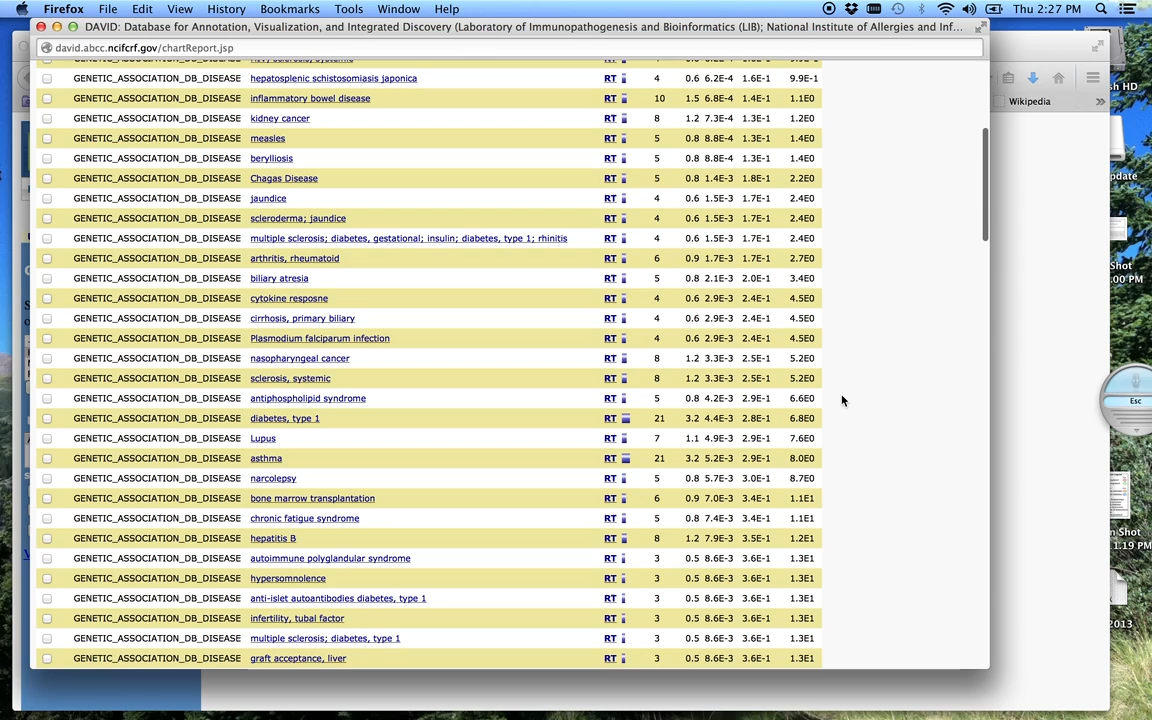 Firefox File Edit View History Bookmarks Tools Window Help Thu 2:27 PM
DAVID: Database for Annotation, Visualization, and Integrated Discovery (Laboratory of Immunopathogenesis and Bioinformatics (LIB); National Institute of Allergies and Inf...
david.abcc.ncifcrf.gov/chartReport.jsp
GENETIC_ASSOCIATION_DB_DISEASE hepatosplenic schistosomiasis japonica RT 4 0.6 6.2E-4 1.6E-1 9.9E-1
GENETIC_ASSOCIATION_DB_DISEASE inflammatory bowel disease RT 10 1.5 6.8E-4 1.4E-1 1.1E0
GENETIC_ASSOCIATION_DB_DISEASE kidney cancer RT 8 1.2 7.3E-4 1.3E-1 1.2E0
GENETIC_ASSOCIATION_DB_DISEASE measles RT 5 0.8 8.8E-4 1.3E-1 1.4E0
GENETIC_ASSOCIATION_DB_DISEASE berylliosis RT 5 0.8 8.8E-4 1.3E-1 1.4E0
GENETIC_ASSOCIATION_DB_DISEASE Chagas Disease RT 5 0.8 1.4E-3 1.8E-1 2.2E0
GENETIC_ASSOCIATION_DB_DISEASE jaundice RT 4 0.6 1.5E-3 1.7E-1 2.4E0
GENETIC_ASSOCIATION_DB_DISEASE scleroderma; jaundice RT 4 0.6 1.5E-3 1.7E-1 2.4E0
GENETIC_ASSOCIATION_DB_DISEASE multiple sclerosis; diabetes, gestational; insulin; diabetes, type 1; rhinitis RT 4 0.6 1.5E-3 1.7E-1 2.4E0
GENETIC_ASSOCIATION_DB_DISEASE arthritis, rheumatoid RT 6 0.9 1.7E-3 1.7E-1 2.7E0
GENETIC_ASSOCIATION_DB_DISEASE biliary atresia RT 5 0.8 2.1E-3 2.0E-1 3.4E0
GENETIC_ASSOCIATION_DB_DISEASE cytokine resposne RT 4 0.6 2.9E-3 2.4E-1 4.5E0
GENETIC_ASSOCIATION_DB_DISEASE cirrhosis, primary biliary RT 4 0.6 2.9E-3 2.4E-1 4.5E0
GENETIC_ASSOCIATION_DB_DISEASE Plasmodium falciparum infection RT 4 0.6 2.9E-3 2.4E-1 4.5E0
GENETIC_ASSOCIATION_DB_DISEASE nasopharyngeal cancer RT 8 1.2 3.3E-3 2.5E-1 5.2E0
GENETIC_ASSOCIATION_DB_DISEASE sclerosis, systemic RT 8 1.2 3.3E-3 2.5E-1 5.2E0
GENETIC_ASSOCIATION_DB_DISEASE antiphospholipid syndrome RT 5 0.8 4.2E-3 2.9E-1 6.6E0
GENETIC_ASSOCIATION_DB_DISEASE diabetes, type 1 RT 21 3.2 4.4E-3 2.8E-1 6.8E0
GENETIC_ASSOCIATION_DB_DISEASE Lupus RT 7 1.1 4.9E-3 2.9E-1 7.6E0
GENETIC_ASSOCIATION_DB_DISEASE asthma RT 21 3.2 5.2E-3 2.9E-1 8.0E0
GENETIC_ASSOCIATION_DB_DISEASE narcolepsy RT 5 0.8 5.7E-3 3.0E-1 8.7E0
GENETIC_ASSOCIATION_DB_DISEASE bone marrow transplantation RT 6 0.9 7.0E-3 3.4E-1 1.1E1
GENETIC_ASSOCIATION_DB_DISEASE chronic fatigue syndrome RT 5 0.8 7.4E-3 3.4E-1 1.1E1
GENETIC_ASSOCIATION_DB_DISEASE hepatitis B RT 8 1.2 7.9E-3 3.5E-1 1.2E1
GENETIC_ASSOCIATION_DB_DISEASE autoimmune polyglandular syndrome RT 3 0.5 8.6E-3 3.6E-1 1.3E1
GENETIC_ASSOCIATION_DB_DISEASE hypersomnolence RT 3 0.5 8.6E-3 3.6E-1 1.3E1
GENETIC_ASSOCIATION_DB_DISEASE anti-islet autoantibodies diabetes, type 1 RT 3 0.5 8.6E-3 3.6E-1 1.3E1
GENETIC_ASSOCIATION_DB_DISEASE infertility, tubal factor RT 3 0.5 8.6E-3 3.6E-1 1.3E1
GENETIC_ASSOCIATION_DB_DISEASE multiple sclerosis; diabetes, type 1 RT 3 0.5 8.6E-3 3.6E-1 1.3E1
GENETIC_ASSOCIATION_DB_DISEASE graft acceptance, liver RT 3 0.5 8.6E-3 3.6E-1 1.3E1
sh HD
Wikipedia
pdate
Shot
.00 PM
Esc
n Shot
1.19 PM
2013